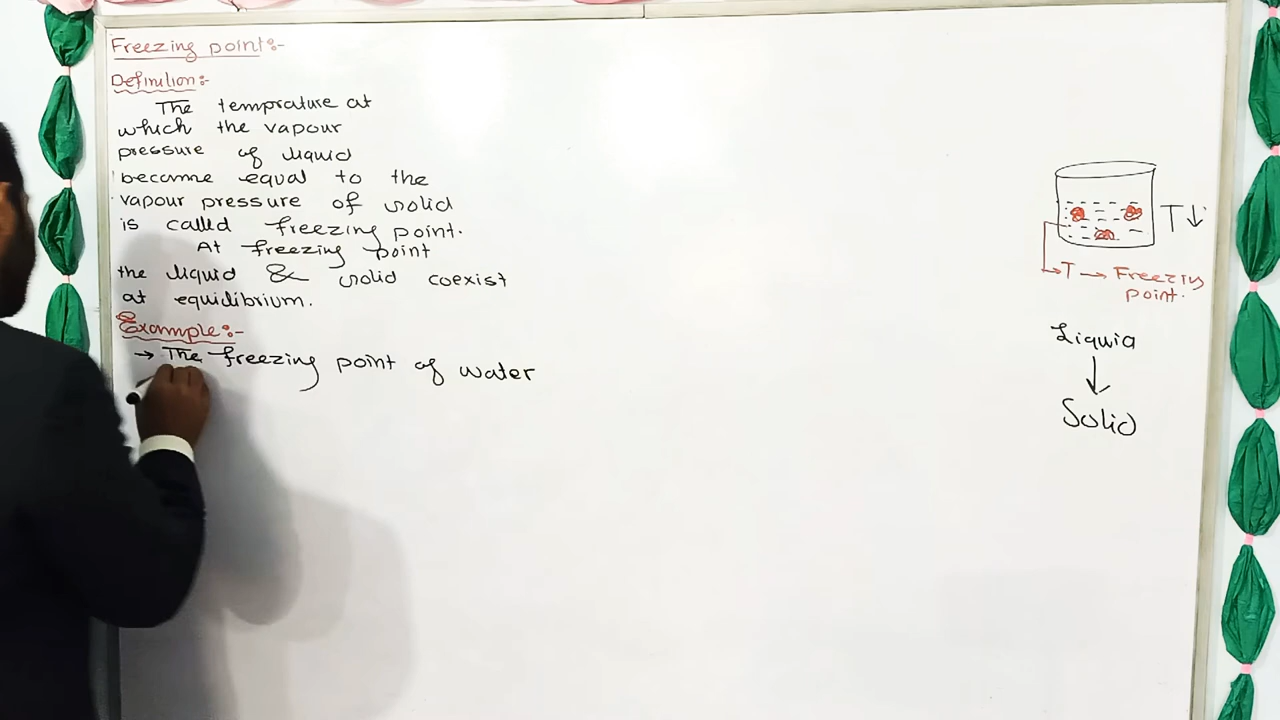 Freezing point:-
Definition:-
The temprature at
which the vapour
pressure of liquid
became equal to the
vapour pressure of solid
is called freezing point.
At freezing point
the liquid & solid coexist
at equidibrium.
Example:-
→ The freezing point of water
T↓
T → Freezing
point.
Liquid
↓
Solid